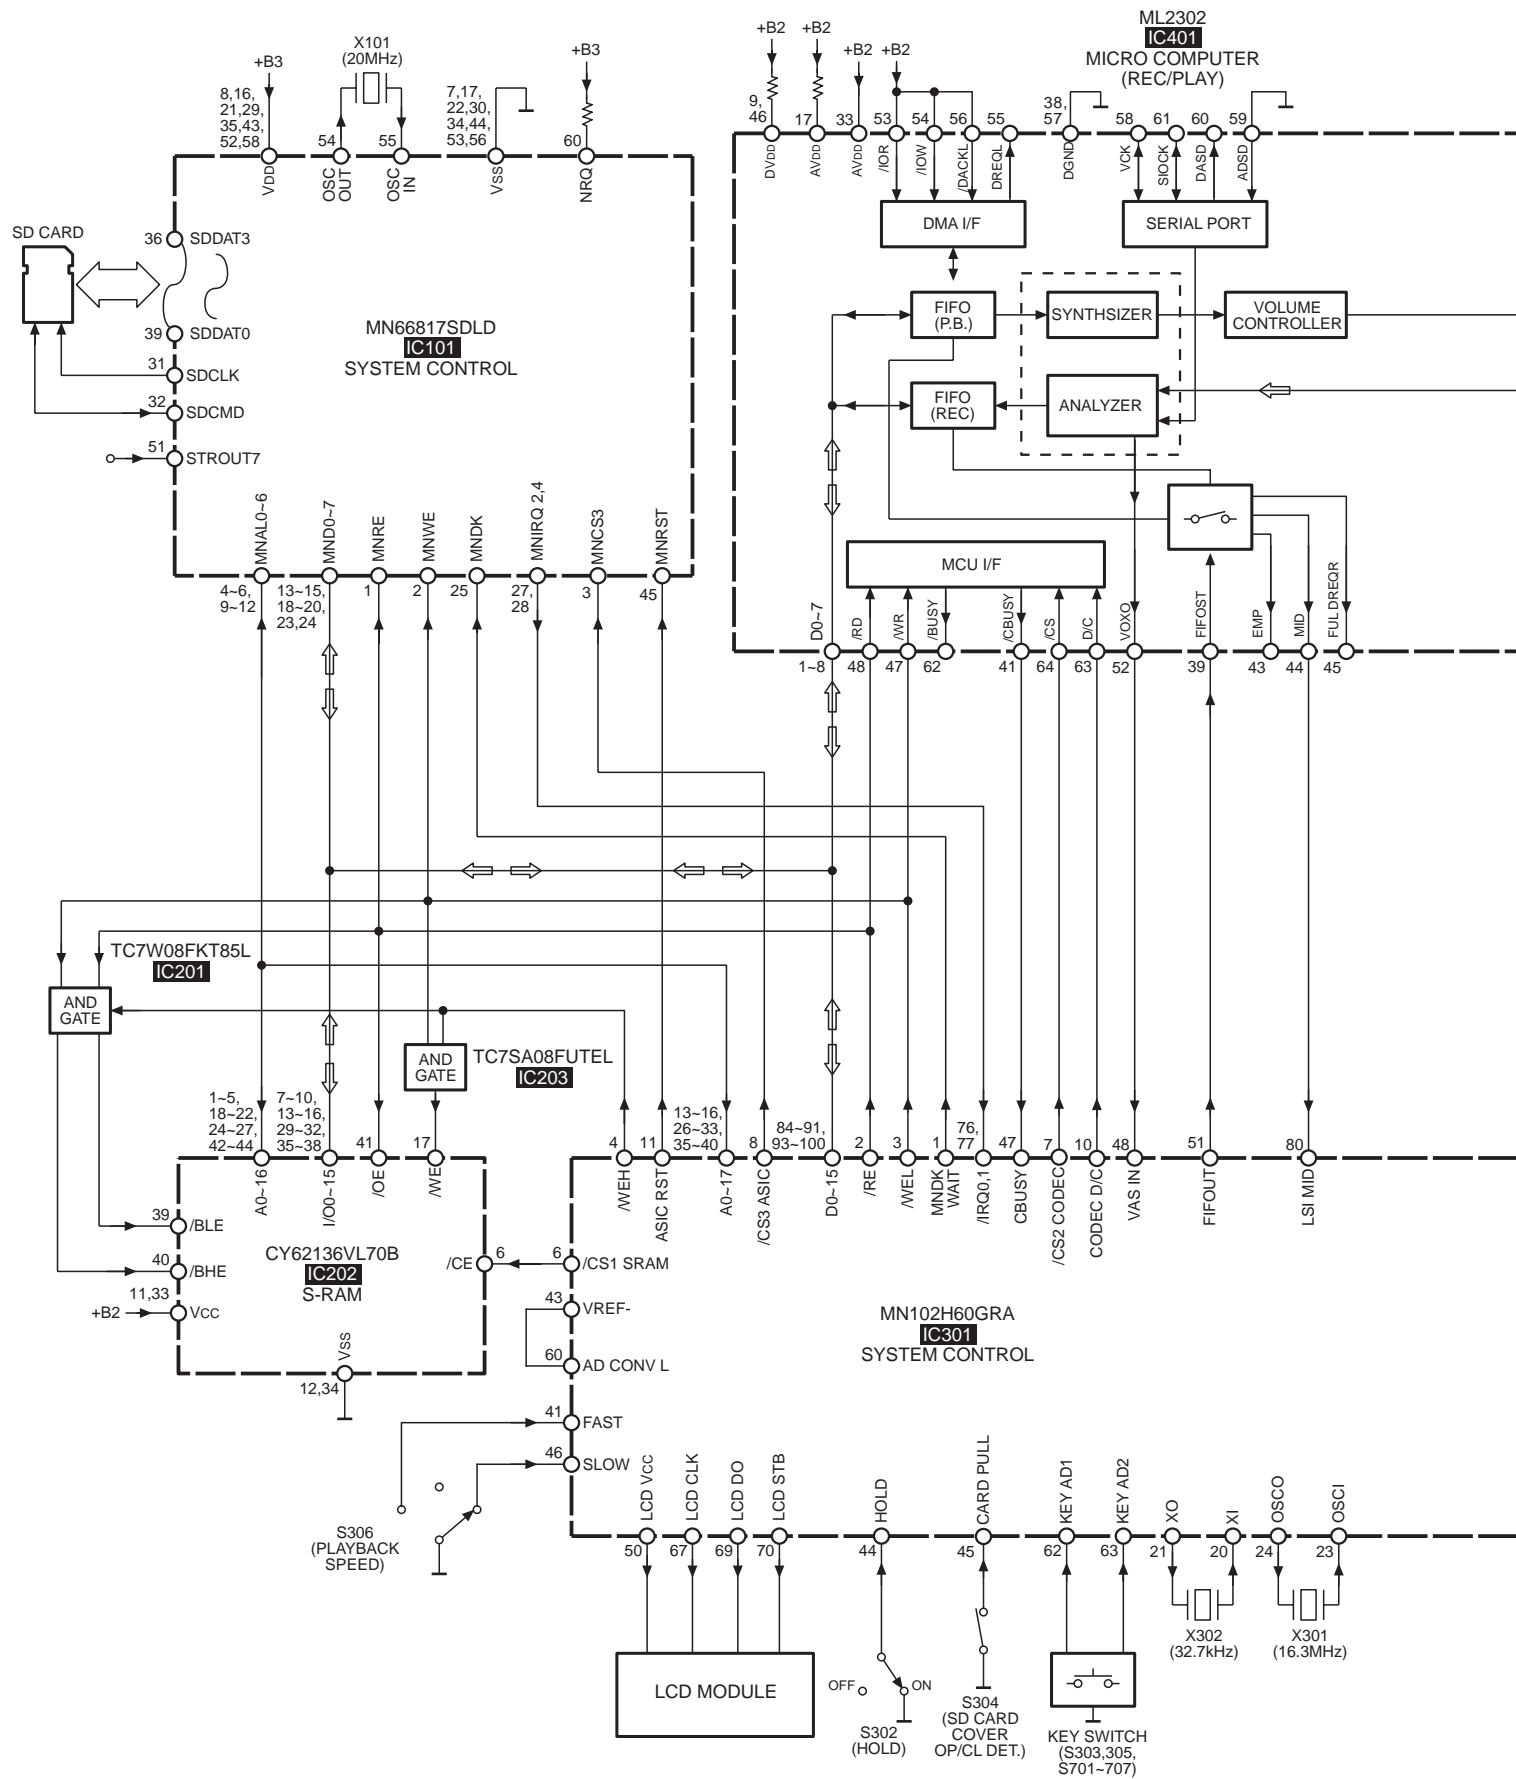 ML2302
IC401
MICRO COMPUTER
(REC/PLAY)
+B2
+B2
+B2
+B2
9,
46
17
33
53
54
56
55
38,
57
58
61
60
59
DVDD
AVDD
AVDD
/IOR
/IOW
/DACKL
DREQL
DGND
VCK
SIOCK
DASD
ADSD
DMA I/F
SERIAL PORT
FIFO
(P.B.)
SYNTHSIZER
VOLUME
CONTROLLER
FIFO
(REC)
ANALYZER
MCU I/F
D0~7
/RD
/WR
/BUSY
/CBUSY
/CS
D/C
VOXO
FIFOST
EMP
MID
FUL DREQR
1~8
48
47
62
41
64
63
52
39
43
44
45
+B3
X101
(20MHz)
+B3
8,16,
21,29,
35,43,
52,58
54
55
7,17,
22,30,
34,44,
53,56
60
VDD
OSC
OUT
OSC
IN
VSS
NRQ
SD CARD
36
SDDAT3
39
SDDAT0
31
SDCLK
32
SDCMD
51
STROUT7
MN66817SDLD
IC101
SYSTEM CONTROL
MNAL0~6
MND0~7
MNRE
MNWE
MNDK
MNIRQ 2,4
MNCS3
MNRST
4~6,
9~12
13~15,
18~20,
23,24
1
2
25
27,
28
3
45
TC7W08FKT85L
IC201
AND
GATE
AND
GATE
TC7SA08FUTEL
IC203
1~5,
18~22,
24~27,
42~44
7~10,
13~16,
29~32,
35~38
41
17
A0~16
I/O0~15
/OE
/WE
39
/BLE
40
/BHE
11,33
+B2
VCC
CY62136VL70B
IC202
S-RAM
/CE
6
VSS
12,34
4
11
13~16,
26~33,
35~40
8
84~91,
93~100
2
3
1
76,
77
47
7
10
48
51
80
/WEH
ASIC RST
A0~17
/CS3 ASIC
D0~15
/RE
/WEL
MNDK
WAIT
/IRQ0,1
CBUSY
/CS2 CODEC
CODEC D/C
VAS IN
FIFOUT
LSI MID
6
/CS1 SRAM
43
VREF-
60
AD CONV L
41
FAST
46
SLOW
MN102H60GRA
IC301
SYSTEM CONTROL
S306
(PLAYBACK
SPEED)
LCD VCC
LCD CLK
LCD DO
LCD STB
HOLD
CARD PULL
KEY AD1
KEY AD2
XO
XI
OSCO
OSCI
50
67
69
70
44
45
62
63
21
20
24
23
LCD MODULE
OFF
ON
S302
(HOLD)
S304
(SD CARD
COVER
OP/CL DET.)
KEY SWITCH
(S303,305,
S701~707)
X302
(32.7kHz)
X301
(16.3MHz)